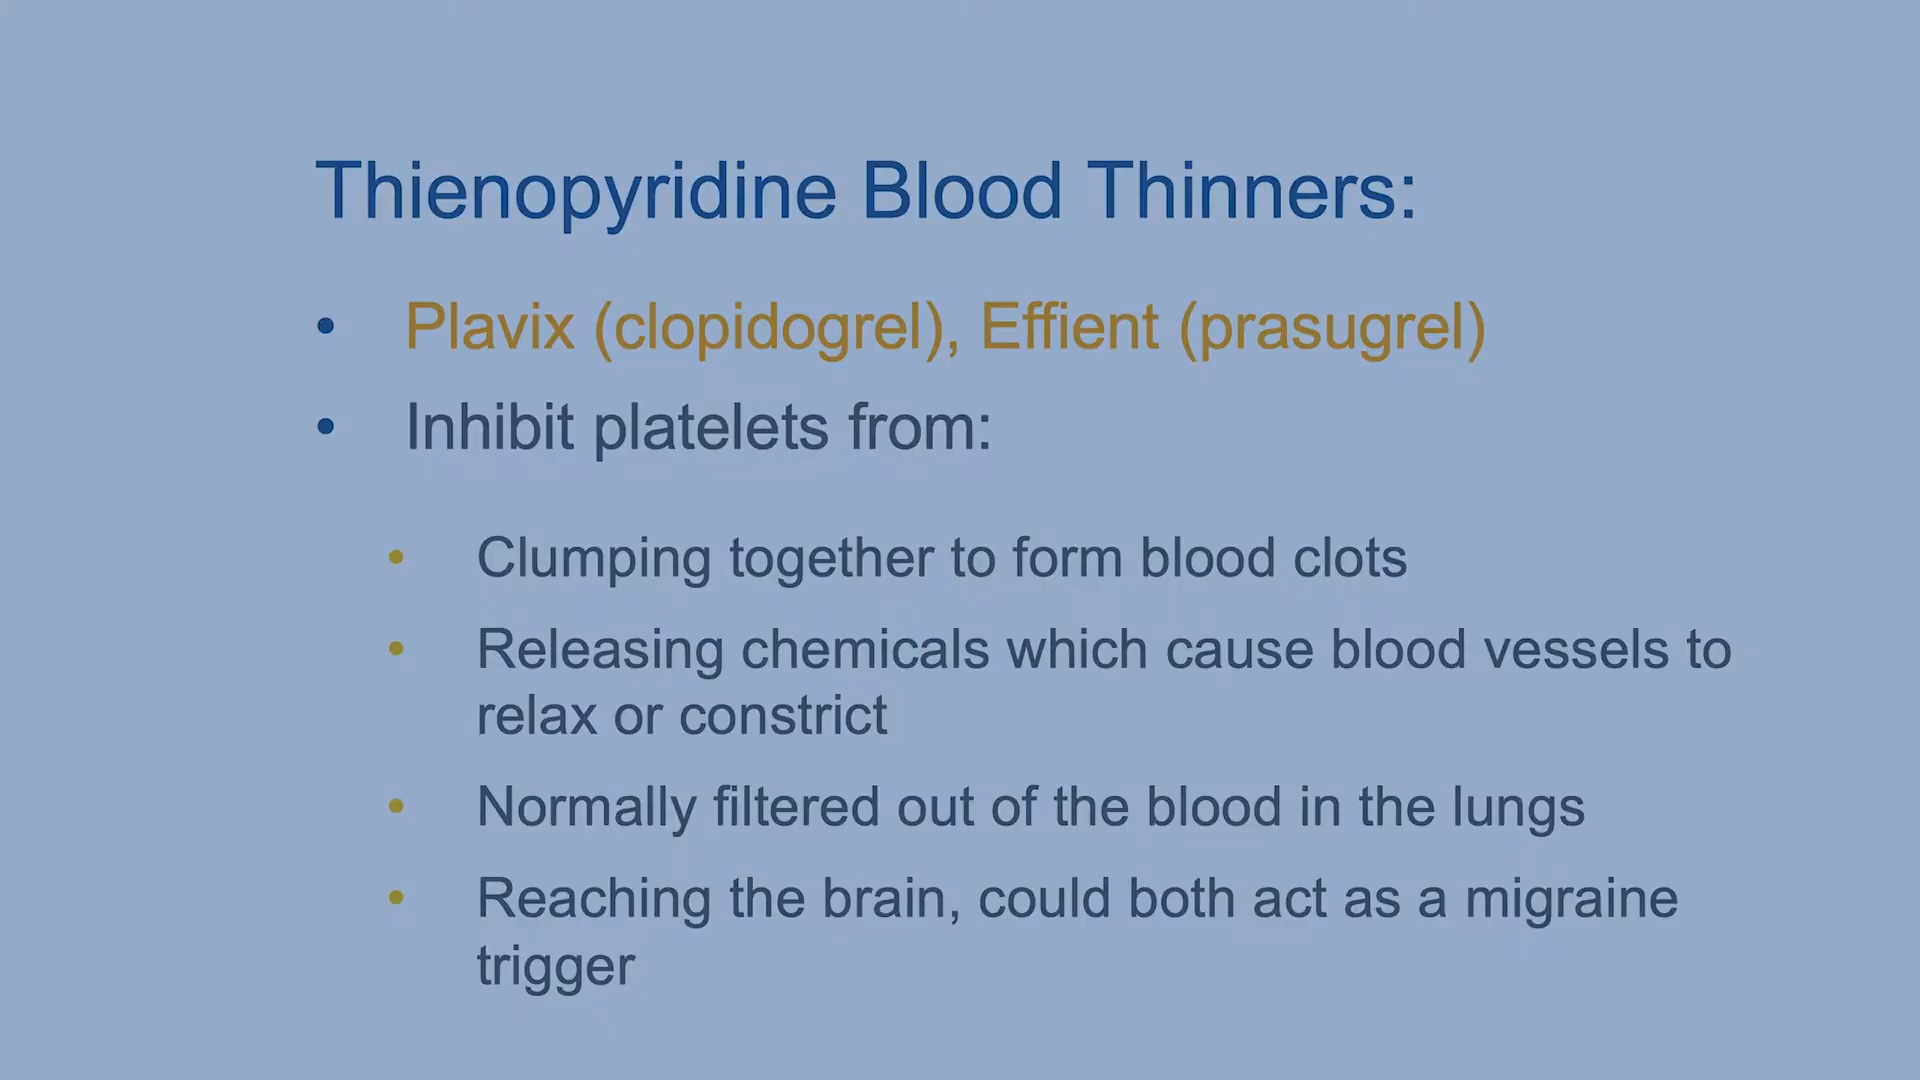 Thienopyridine Blood Thinners:
• Plavix (clopidogrel), Effient (prasugrel)
• Inhibit platelets from:
• Clumping together to form blood clots
• Releasing chemicals which cause blood vessels to
relax or constrict
• Normally filtered out of the blood in the lungs
• Reaching the brain, could both act as a migraine
trigger